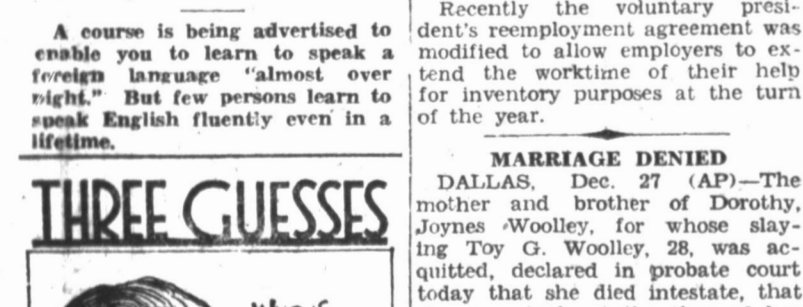 A course is being advertised to
enable you to learn to speak a
foreign language "almost over
night." But few persons learn to
speak English fluently even in a
lifetime.
THREE GUESSES
Recently the voluntary presi-
dent's reemployment agreement was
modified to allow employers to ex-
tend the worktime of their help
for inventory purposes at the turn
of the year.
MARRIAGE DENIED
DALLAS, Dec. 27 (AP)—The
mother and brother of Dorothy,
Joynes Woolley, for whose slay-
ing Toy G. Woolley, 28, was ac-
quitted, declared in probate court
today that she died intestate, that